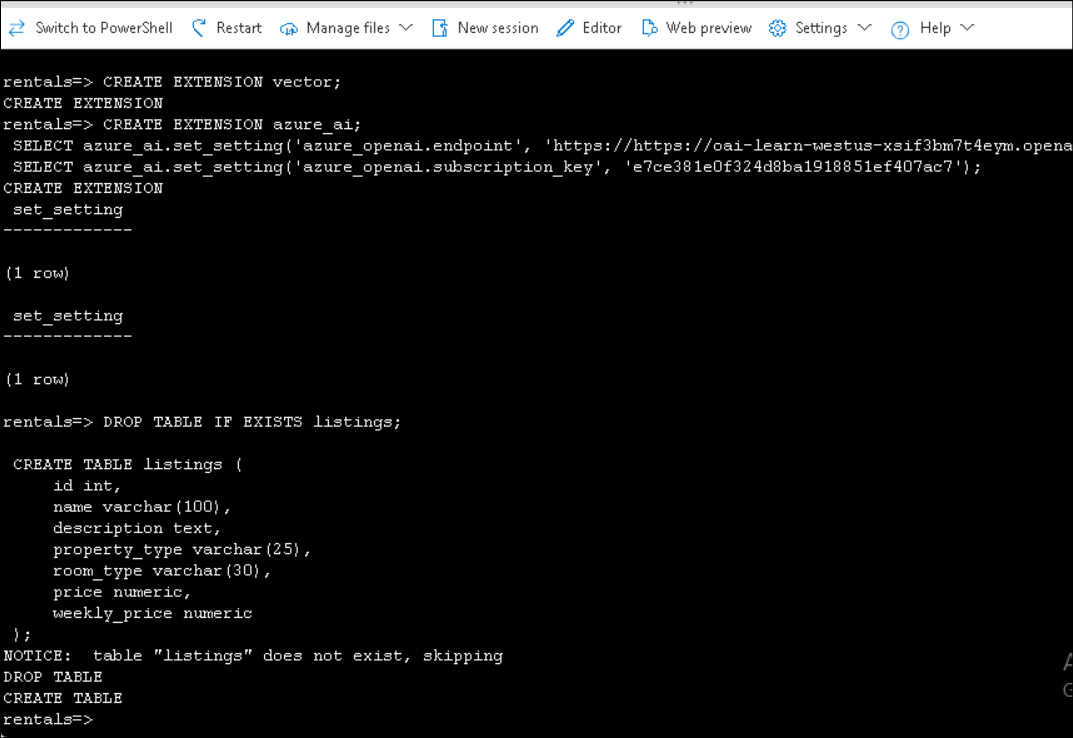 Switch to PowerShell Restart Manage files New session Editor Web preview Settings Help
rentals=> CREATE EXTENSION vector;
CREATE EXTENSION
rentals=> CREATE EXTENSION azure_ai;
SELECT azure_ai.set_setting('azure_openai.endpoint', 'https://https://oai-learn-westus-xsif3bm7t4eym.opena
SELECT azure_ai.set_setting('azure_openai.subscription_key', 'e7ce381e0f324d8ba1918851ef407ac7');
CREATE EXTENSION
set_setting
-------------
(1 row)
set_setting
-------------
(1 row)
rentals=> DROP TABLE IF EXISTS listings;
CREATE TABLE listings (
id int,
name varchar(100),
description text,
property_type varchar(25),
room_type varchar(30),
price numeric,
weekly_price numeric
);
NOTICE:  table "listings" does not exist, skipping
DROP TABLE
CREATE TABLE
rentals=>